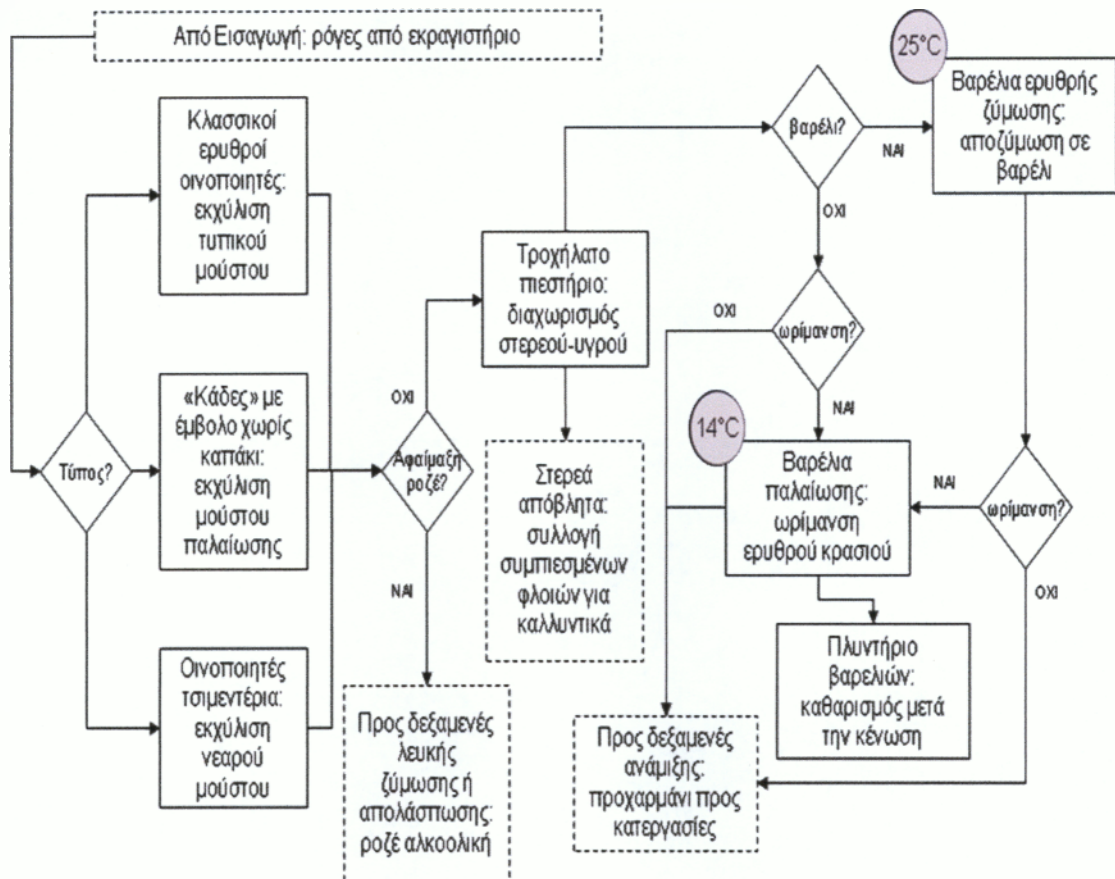 Από Εισαγωγή: ρόγες από εκραγιστήριο
Κλασσικοί
ερυθροί
οινοποιητές:
εκχύλιση
τυπικού
μούστου
«Κάδες» με
έμβολο χωρίς
καπάκι:
εκχύλιση
μούστου
παλαίωσης
Οινοποιητές
τσιμεντέρια:
εκχύλιση
νεαρού
μούστου
Τύπος?
Αφαίμαξη
ροζέ?
ΟΧΙ
ΝΑΙ
Προς δεξαμενές
λευκής
ζύμωσης ή
απολάσπωσης:
ροζέ αλκοολική
Τροχήλατο
πιεστήριο:
διαχωρισμός
στερεού-υγρού
Στερεά
απόβλητα:
συλλογή
συμπιεσμένων
φλοιών για
καλλυντικά
βαρέλι?
ΝΑΙ
ΟΧΙ
25°C
Βαρέλια ερυθρής
ζύμωσης:
αποζύμωση σε
βαρέλι
ωρίμανση?
ΟΧΙ
ΝΑΙ
14°C
Βαρέλια
παλαίωσης:
ωρίμανση
ερυθρού κρασιού
ωρίμανση?
ΝΑΙ
ΟΧΙ
Πλυντήριο
βαρελιών:
καθαρισμός μετά
την κένωση
Προς δεξαμενές
ανάμιξης:
προχαρμάνι προς
κατεργασίες